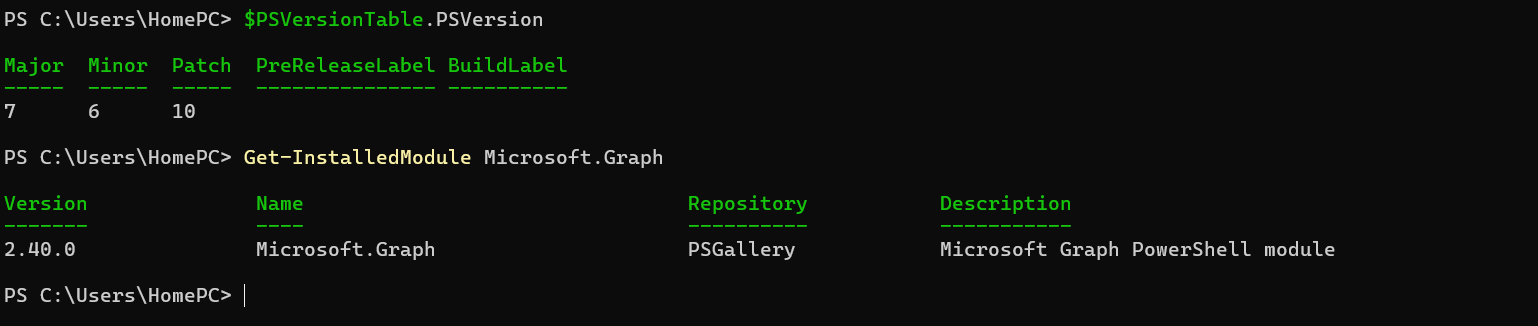 PS C:\Users\HomePC> $PSVersionTable.PSVersion
Major  Minor  Patch  PreReleaseLabel BuildLabel
-----  -----  -----  --------------- ----------
7      6      10
PS C:\Users\HomePC> Get-InstalledModule Microsoft.Graph
Version              Name                                Repository           Description
-------              ----                                ----------           -----------
2.40.0               Microsoft.Graph                     PSGallery            Microsoft Graph PowerShell module
PS C:\Users\HomePC>